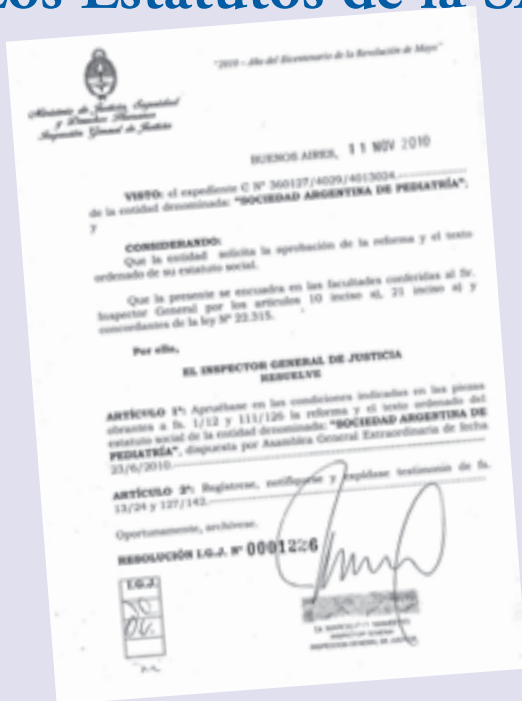 Los Estatutos de la SA
"2010 – Año del Bicentenario de la Revolución de Mayo"
Ministerio de Justicia, Seguridad
y Derechos Humanos
Inspección General de Justicia
BUENOS AIRES, 11 NOV 2010
VISTO: el expediente C Nº 360127/4029/4013024.
de la entidad denominada: "SOCIEDAD ARGENTINA DE PEDIATRÍA";
y
CONSIDERANDO:
Que la entidad solicita la aprobación de la reforma y el texto
ordenado de su estatuto social.
Que la presente se encuadra en las facultades conferidas al Sr.
Inspector General por los artículos 10 inciso a), 21 inciso a) y
concordantes de la ley Nº 22.315.
Por ello,
EL INSPECTOR GENERAL DE JUSTICIA
RESUELVE
ARTÍCULO 1º: Apruébase en las condiciones indicadas en las piezas
obrantes a fs. 1/12 y 111/126 la reforma y el texto ordenado del
estatuto social de la entidad denominada: "SOCIEDAD ARGENTINA DE
PEDIATRÍA", dispuesta por Asamblea General Extraordinaria de fecha
23/6/2010.
ARTÍCULO 2º: Regístrese, notifíquese y expídase testimonio de fs.
13/24 y 127/142.
Oportunamente, archívese.
RESOLUCIÓN I.G.J. Nº 0001226
I.G.J.
INSPECTOR GENERAL
INSPECCION GENERAL DE JUSTICIA